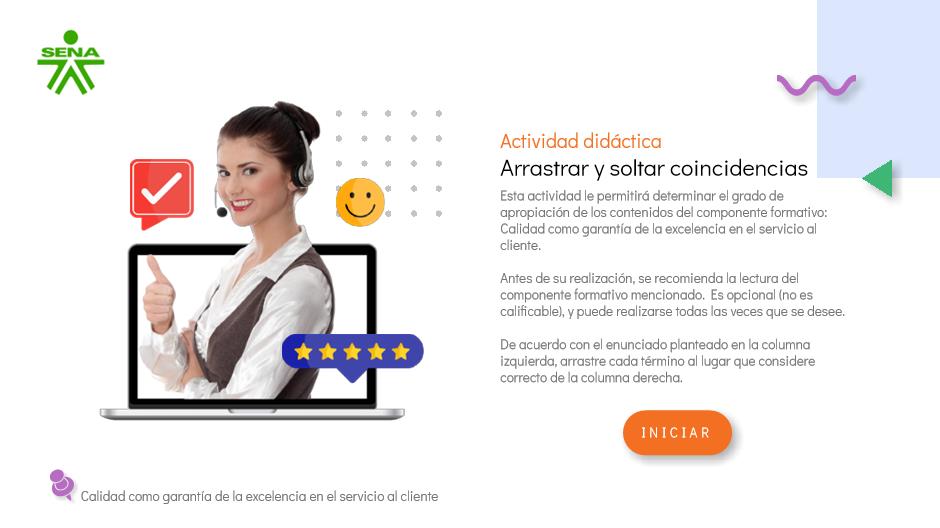 SENA
Actividad didáctica
Arrastrar y soltar coincidencias
Esta actividad le permitirá determinar el grado de
apropiación de los contenidos del componente formativo:
Calidad como garantía de la excelencia en el servicio al
cliente.
Antes de su realización, se recomienda la lectura del
componente formativo mencionado. Es opcional (no es
calificable), y puede realizarse todas las veces que se desee.
De acuerdo con el enunciado planteado en la columna
izquierda, arrastre cada término al lugar que considere
correcto de la columna derecha.
INICIAR
Calidad como garantía de la excelencia en el servicio al cliente